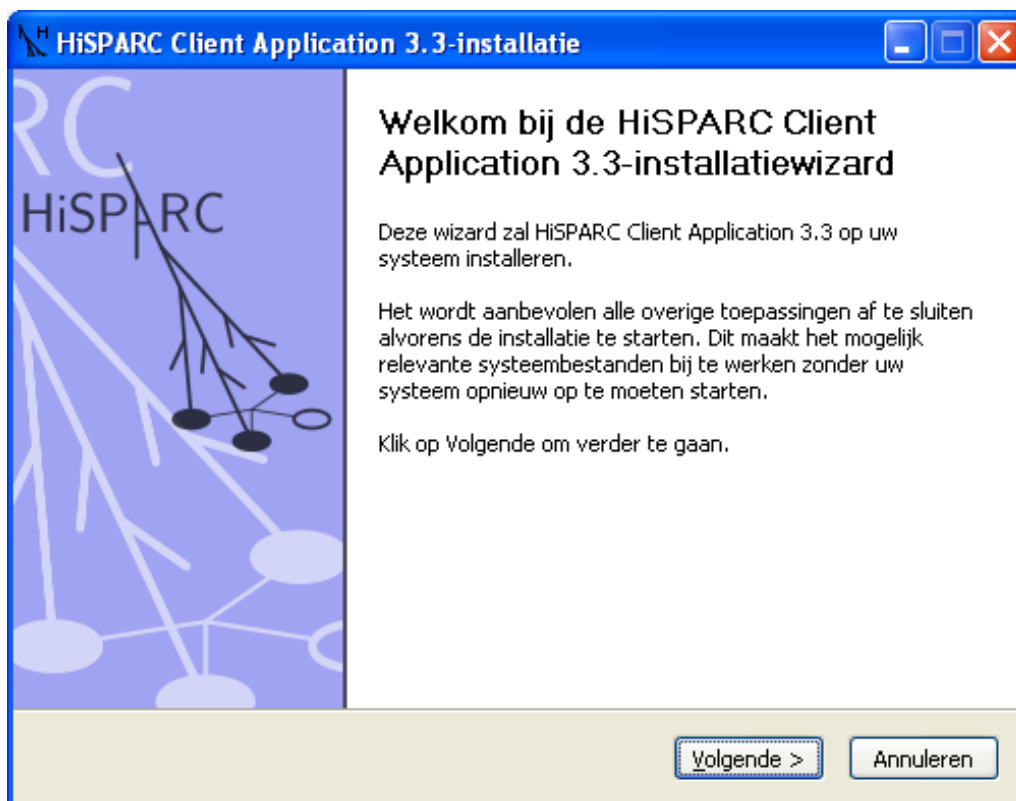 HiSPARC Client Application 3.3-installatie
RC
HiSPARC
Welkom bij de HiSPARC Client
Application 3.3-installatiewizard
Deze wizard zal HiSPARC Client Application 3.3 op uw
systeem installeren.
Het wordt aanbevolen alle overige toepassingen af te sluiten
alvorens de installatie te starten. Dit maakt het mogelijk
relevante systeembestanden bij te werken zonder uw
systeem opnieuw op te moeten starten.
Klik op Volgende om verder te gaan.
Volgende >
Annuleren